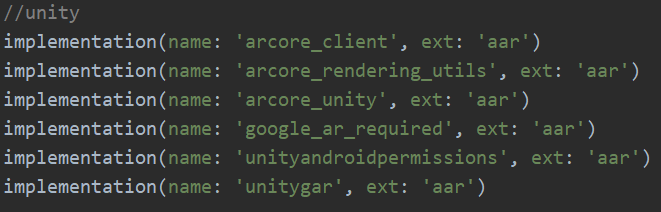 //unity
implementation(name: 'arcore_client', ext: 'aar')
implementation(name: 'arcore_rendering_utils', ext: 'aar')
implementation(name: 'arcore_unity', ext: 'aar')
implementation(name: 'google_ar_required', ext: 'aar')
implementation(name: 'unityandroidpermissions', ext: 'aar')
implementation(name: 'unitygar', ext: 'aar')